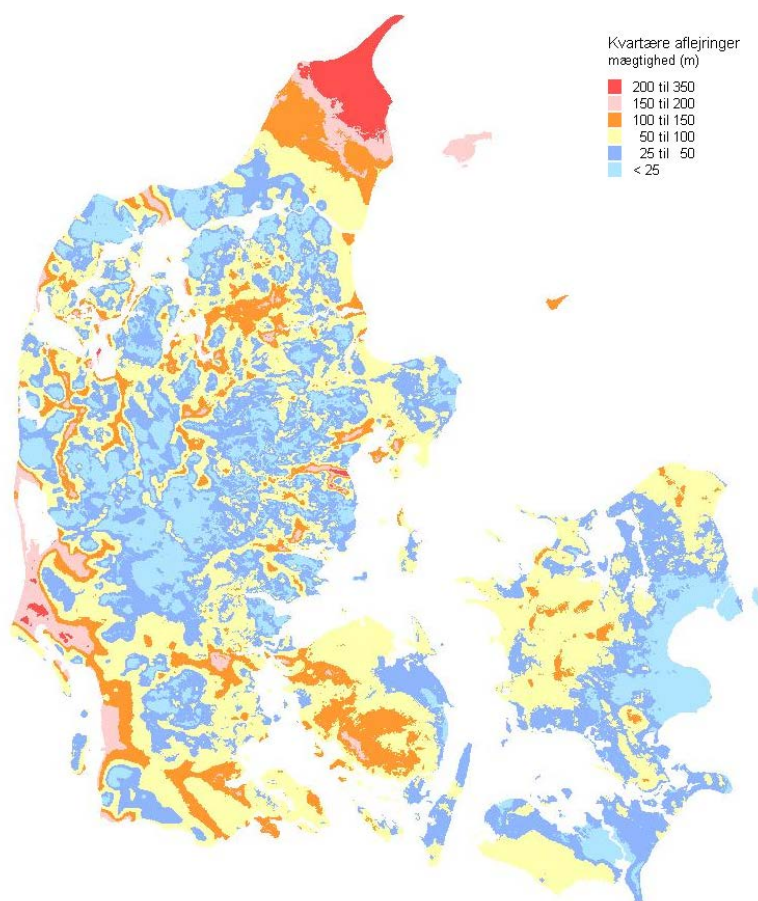 Kvartære aflejringer
mægtighed (m)
200 til 350
150 til 200
100 til 150
50 til 100
25 til 50
< 25